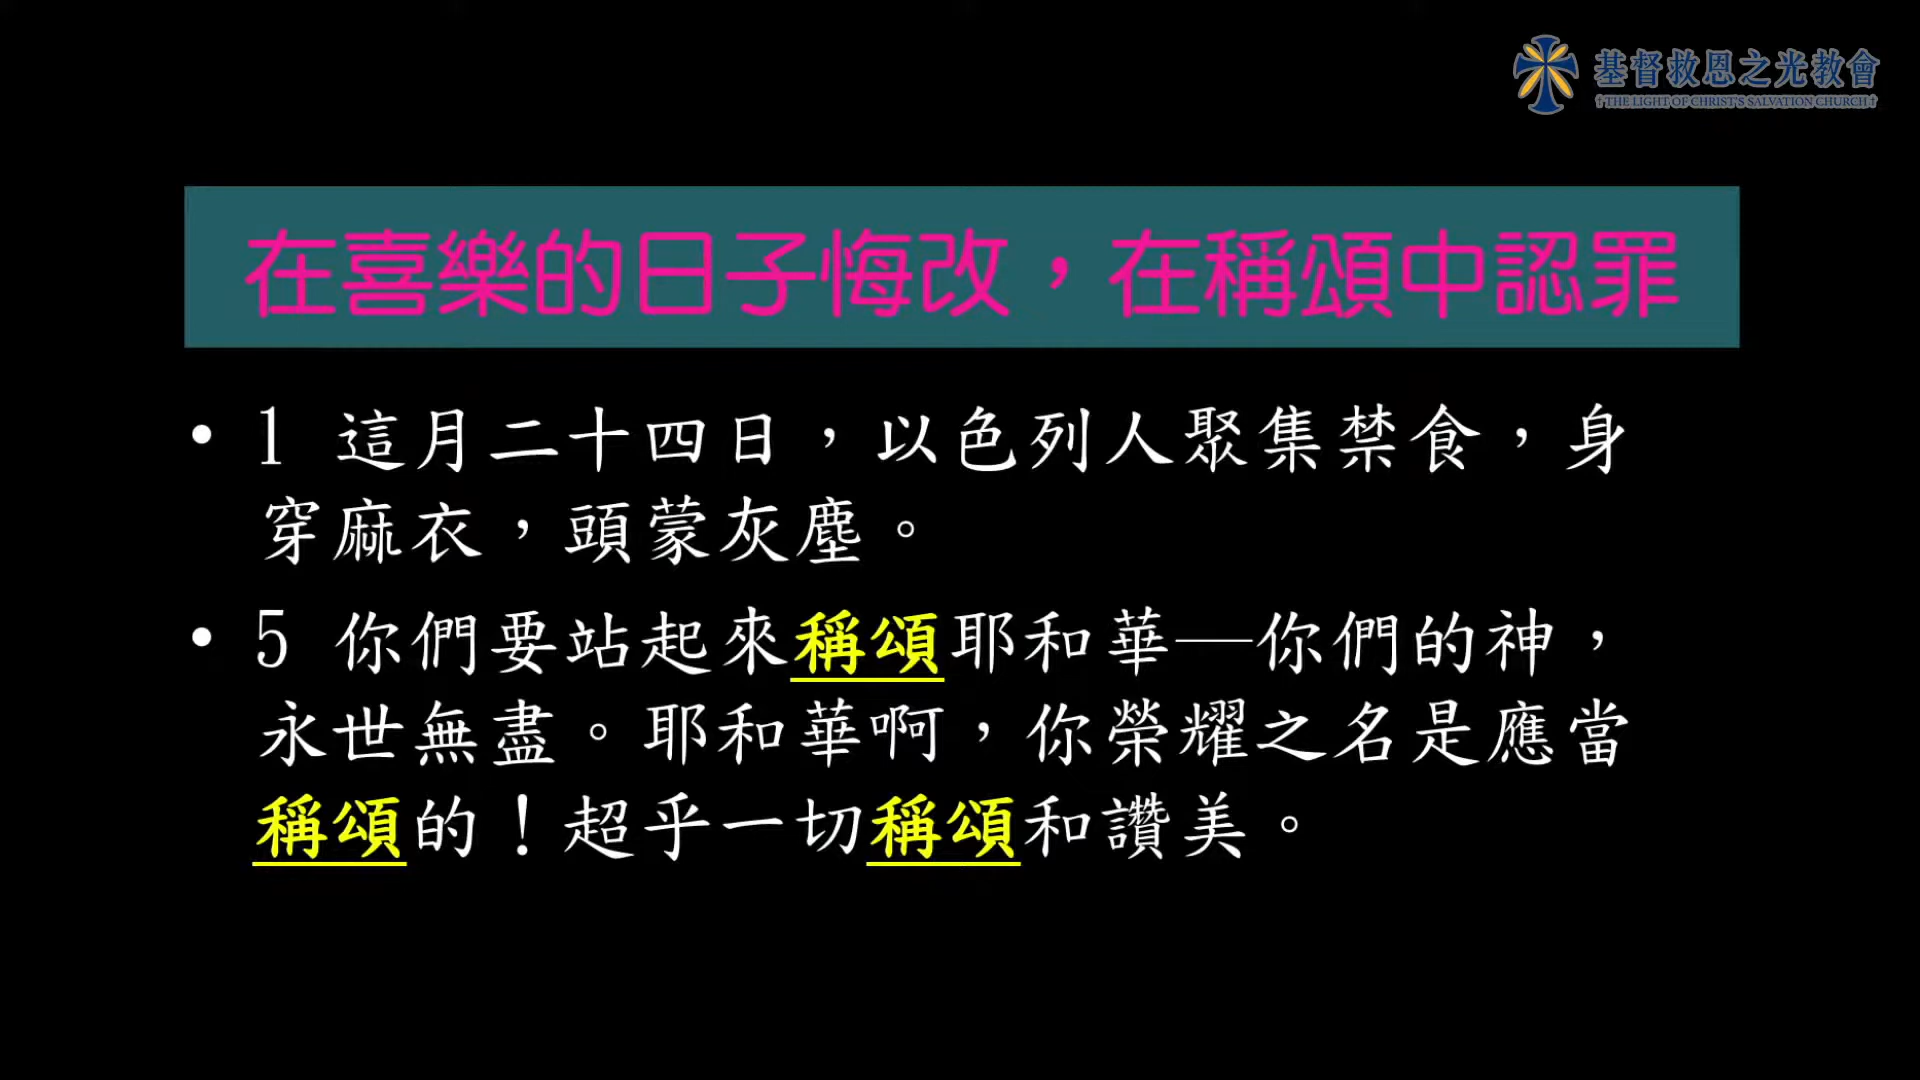 基督救恩之光教會
†THE LIGHT OF CHRIST'S SALVATION CHURCH†
在喜樂的日子悔改，在稱頌中認罪
• 1 這月二十四日，以色列人聚集禁食，身
穿麻衣，頭蒙灰塵。
• 5 你們要站起來稱頌耶和華─你們的神，
永世無盡。耶和華啊，你榮耀之名是應當
稱頌的！超乎一切稱頌和讚美。